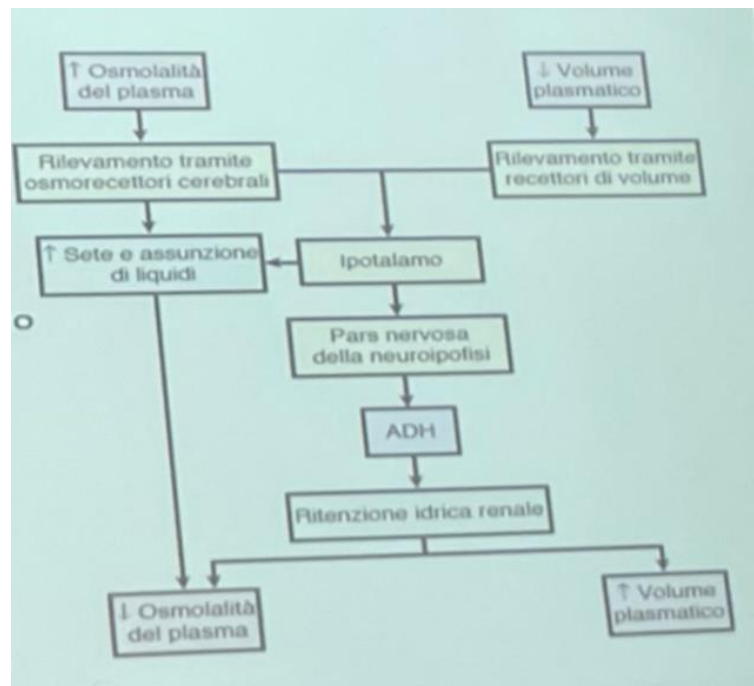 ↑ Osmolalità
del plasma
↓ Volume
plasmatico
Rilevamento tramite
osmorecettori cerebrali
Rilevamento tramite
recettori di volume
↑ Sete e assunzione
di liquidi
Ipotalamo
o
Pars nervosa
della neuroipofisi
ADH
Ritenzione idrica renale
↓ Osmolalità
del plasma
↑ Volume
plasmatico